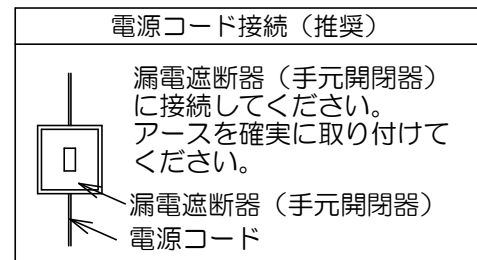 電源コード接続（推奨）
漏電遮断器（手元開閉器）
に接続してください。
アースを確実に取り付けて
ください。
漏電遮断器（手元開閉器）
電源コード